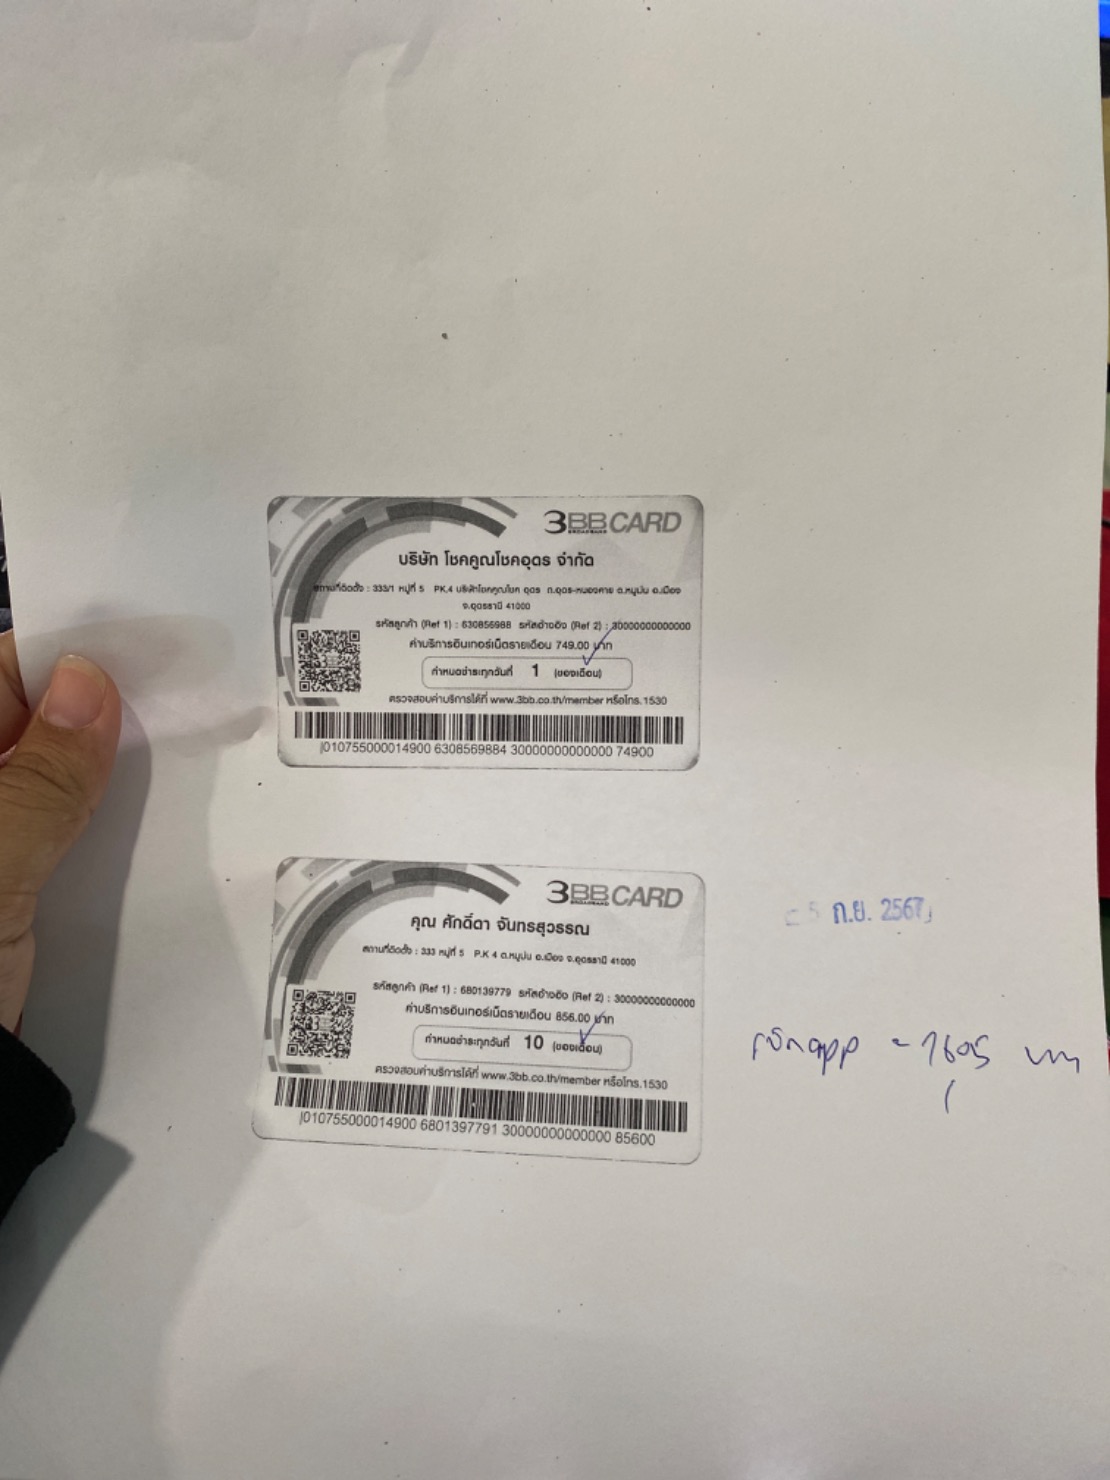 3BB CARD
BROADBAND
บริษัท โชคคูณโชคอุดร จำกัด
สถานที่ติดตั้ง : 333/1 หมู่ที่ 5 PK.4 บริษัทโชคคูณโชค อุดร ถ.อุดร-หนองคาย ต.หมูม่น อ.เมือง
จ.อุดรธานี 41000
รหัสลูกค้า (Ref 1) : 630856988 รหัสอ้างอิง (Ref 2) : 30000000000000
ค่าบริการอินเทอร์เน็ตรายเดือน 749.00 บาท
กำหนดชำระทุกวันที่ 1 (ของเดือน)
ตรวจสอบค่าบริการได้ที่ www.3bb.co.th/member หรือโทร.1530
|010755000014900 6308569884 30000000000000 74900
3BB CARD
BROADBAND
คุณ ศักดิ์ดา จันทรสุวรรณ
สถานที่ติดตั้ง : 333 หมู่ที่ 5 P.K 4 ต.หมูม่น อ.เมือง จ.อุดรธานี 41000
รหัสลูกค้า (Ref 1) : 680139779 รหัสอ้างอิง (Ref 2) : 30000000000000
ค่าบริการอินเทอร์เน็ตรายเดือน 856.00 บาท
กำหนดชำระทุกวันที่ 10 (ของเดือน)
ตรวจสอบค่าบริการได้ที่ www.3bb.co.th/member หรือโทร.1530
|010755000014900 6801397791 30000000000000 85600
5 ก.ย. 2567
app = 1605 บาท